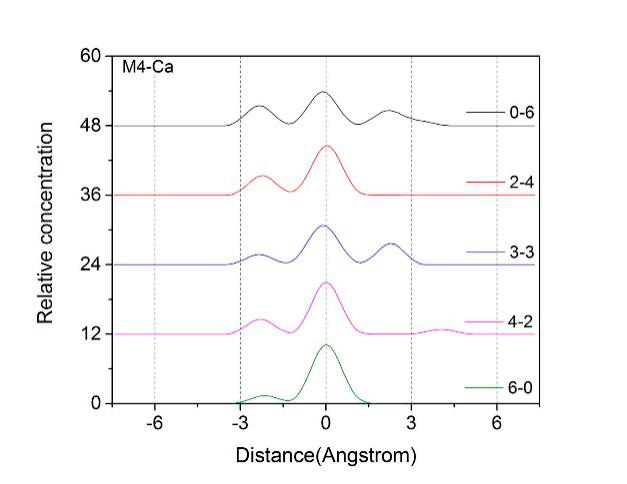 60
M4-Ca
0-6
48
2-4
36
3-3
24
4-2
12
6-0
0
-6 -3 0 3 6
Distance(Angstrom)
Relative concentration